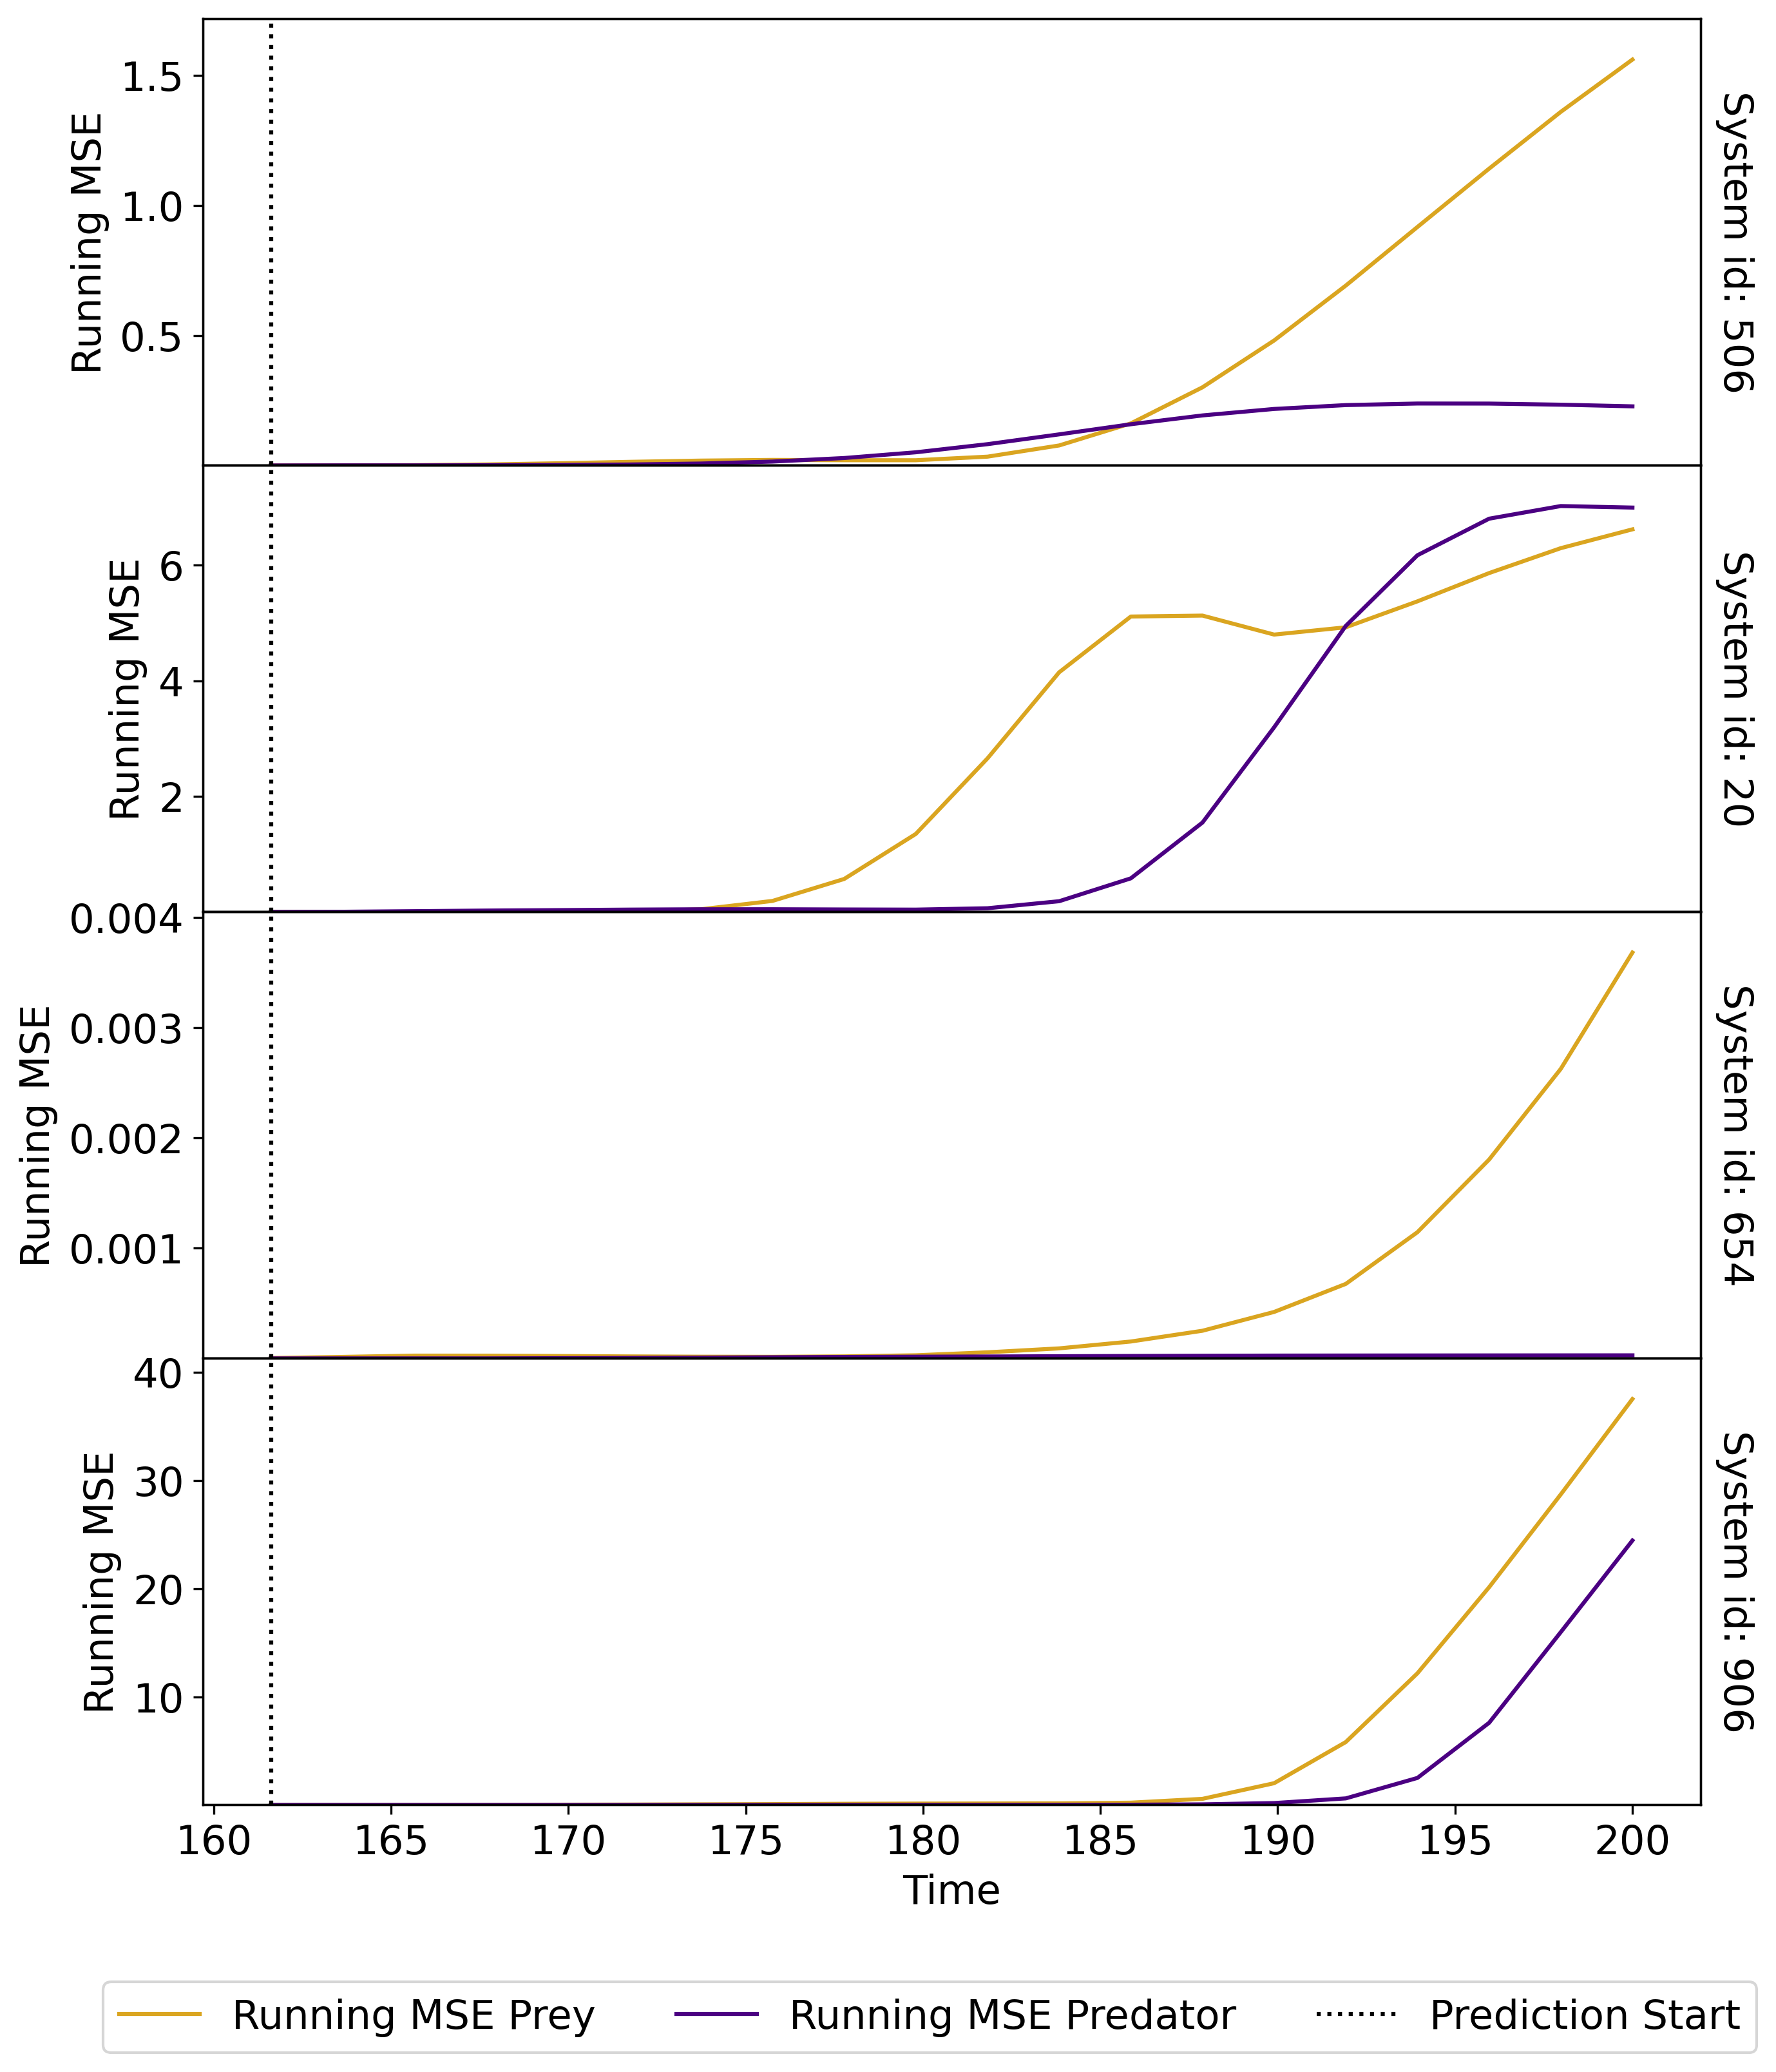 1.5
1.0
0.5
Running MSE
System id: 506
6
4
2
Running MSE
System id: 20
0.004
0.003
0.002
0.001
Running MSE
System id: 654
40
30
20
10
Running MSE
System id: 906
160 165 170 175 180 185 190 195 200
Time
Running MSE Prey Running MSE Predator Prediction Start